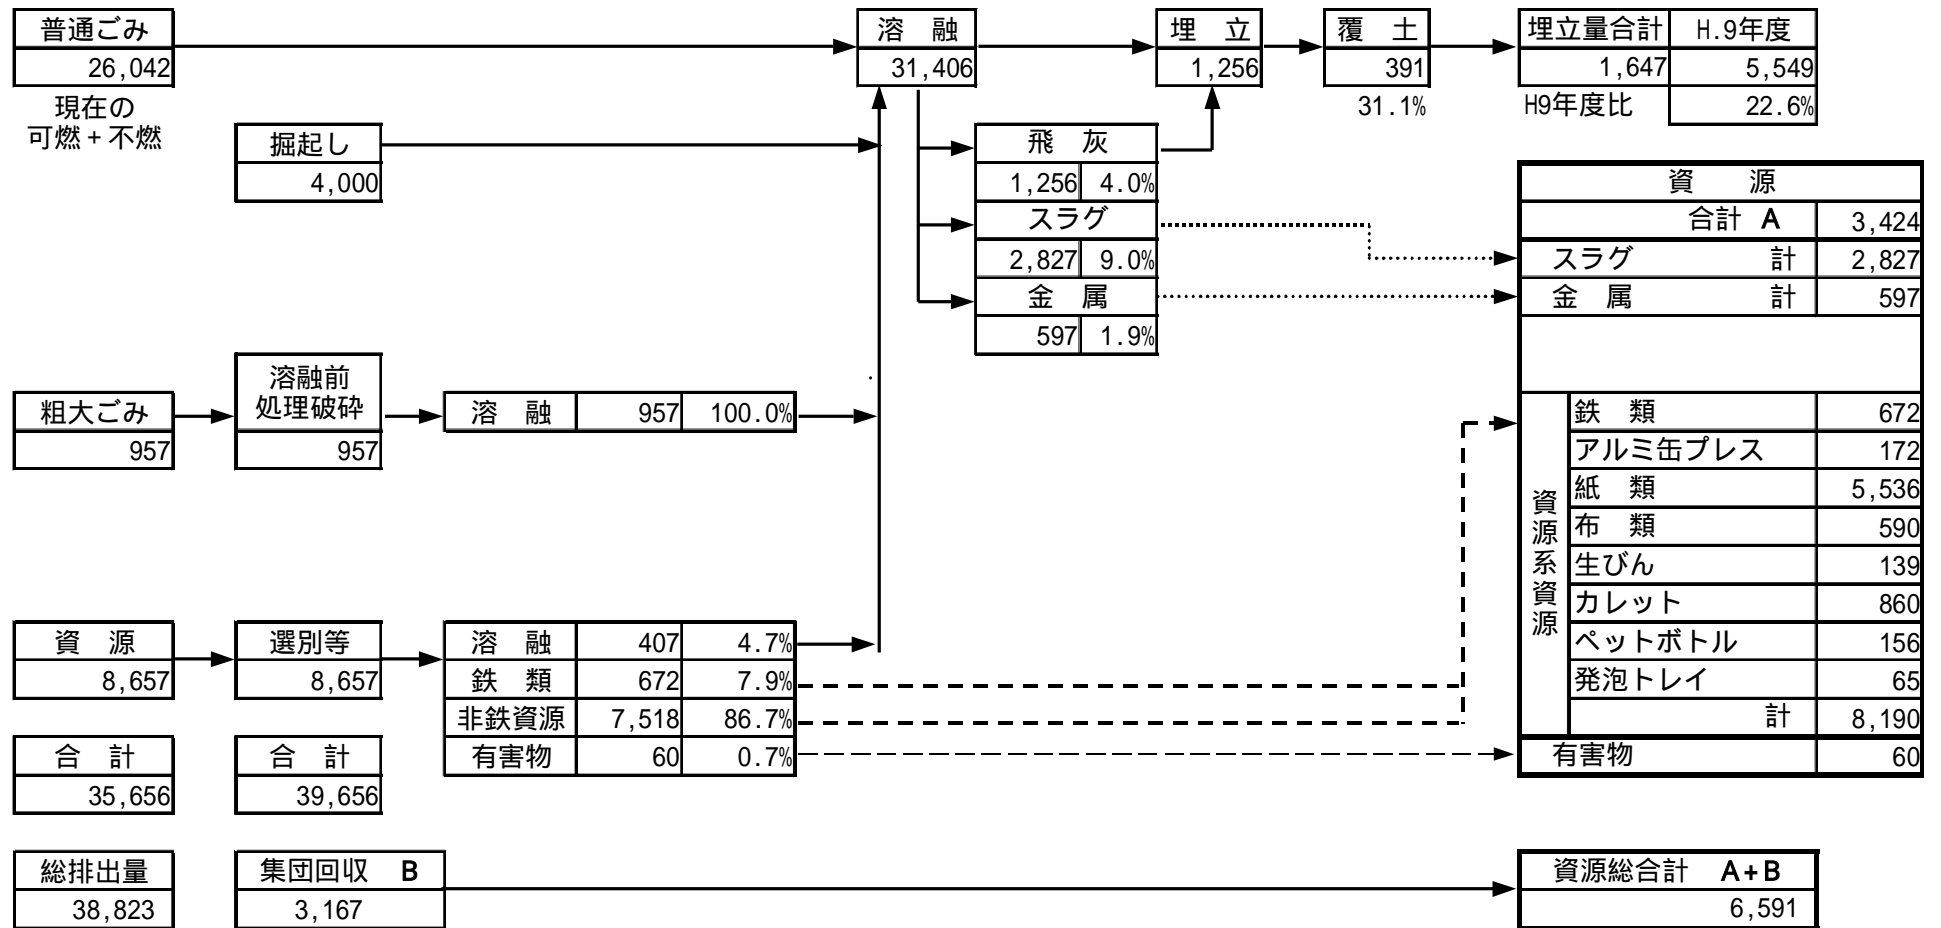 普通ごみ
26,042
現在の
可燃+不燃
溶　融
31,406
埋　立
1,256
覆　土
391
31.1%
埋立量合計 H.9年度
1,647 5,549
H9年度比 22.6%
掘起し
4,000
飛　灰
1,256 4.0%
スラグ
2,827 9.0%
金　属
597 1.9%
粗大ごみ
957
溶融前
処理破砕
957
溶　融 957 100.0%
資　源
8,657
選別等
8,657
溶　融 407 4.7%
鉄　類 672 7.9%
非鉄資源 7,518 86.7%
有害物 60 0.7%
合　計
35,656
合　計
39,656
総排出量
38,823
集団回収　B
3,167
資　源
合計 A 3,424
スラグ 計 2,827
金　属 計 597
資源系資源
鉄　類 672
アルミ缶プレス 172
紙　類 5,536
布　類 590
生びん 139
カレット 860
ペットボトル 156
発泡トレイ 65
計 8,190
有害物 60
資源総合計　A+B
6,591